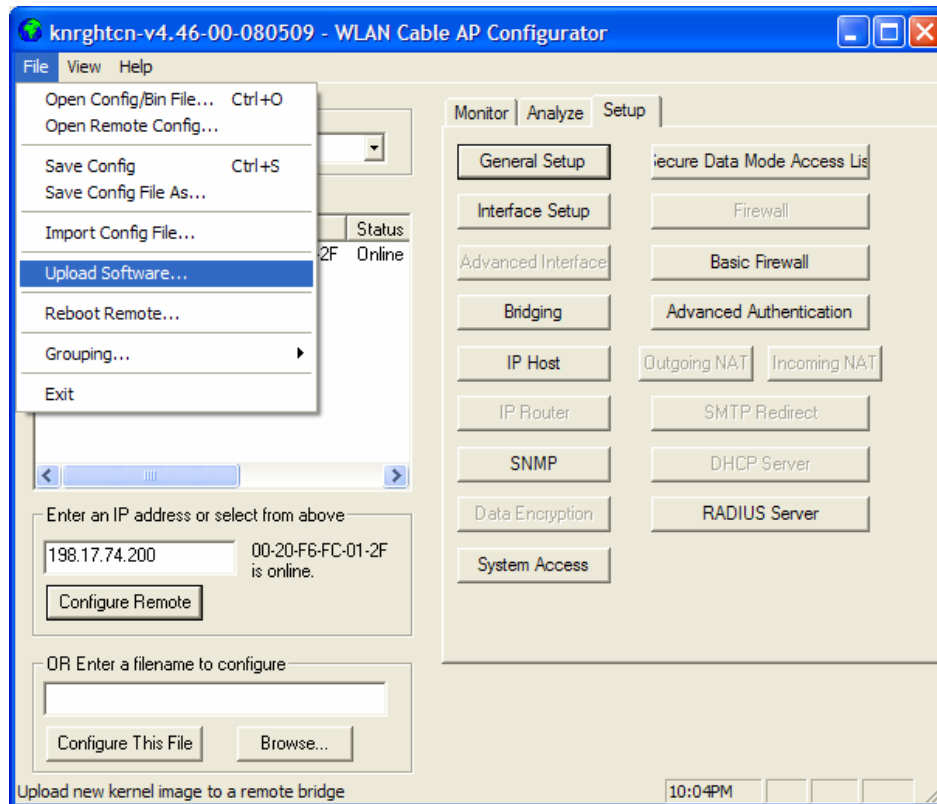 knrghtcn-v4.46-00-080509 - WLAN Cable AP Configurator
File View Help
Open Config/Bin File... Ctrl+O
Open Remote Config...
Save Config Ctrl+S
Save Config File As...
Import Config File...
Upload Software...
Reboot Remote...
Grouping...
Exit
Status
2F Online
Enter an IP address or select from above
198.17.74.200
00-20-F6-FC-01-2F
is online.
Configure Remote
OR Enter a filename to configure
Configure This File Browse...
Monitor Analyze Setup
General Setup Secure Data Mode Access Lis
Interface Setup Firewall
Advanced Interface Basic Firewall
Bridging Advanced Authentication
IP Host Outgoing NAT Incoming NAT
IP Router SMTP Redirect
SNMP DHCP Server
Data Encryption RADIUS Server
System Access
Upload new kernel image to a remote bridge 10:04PM